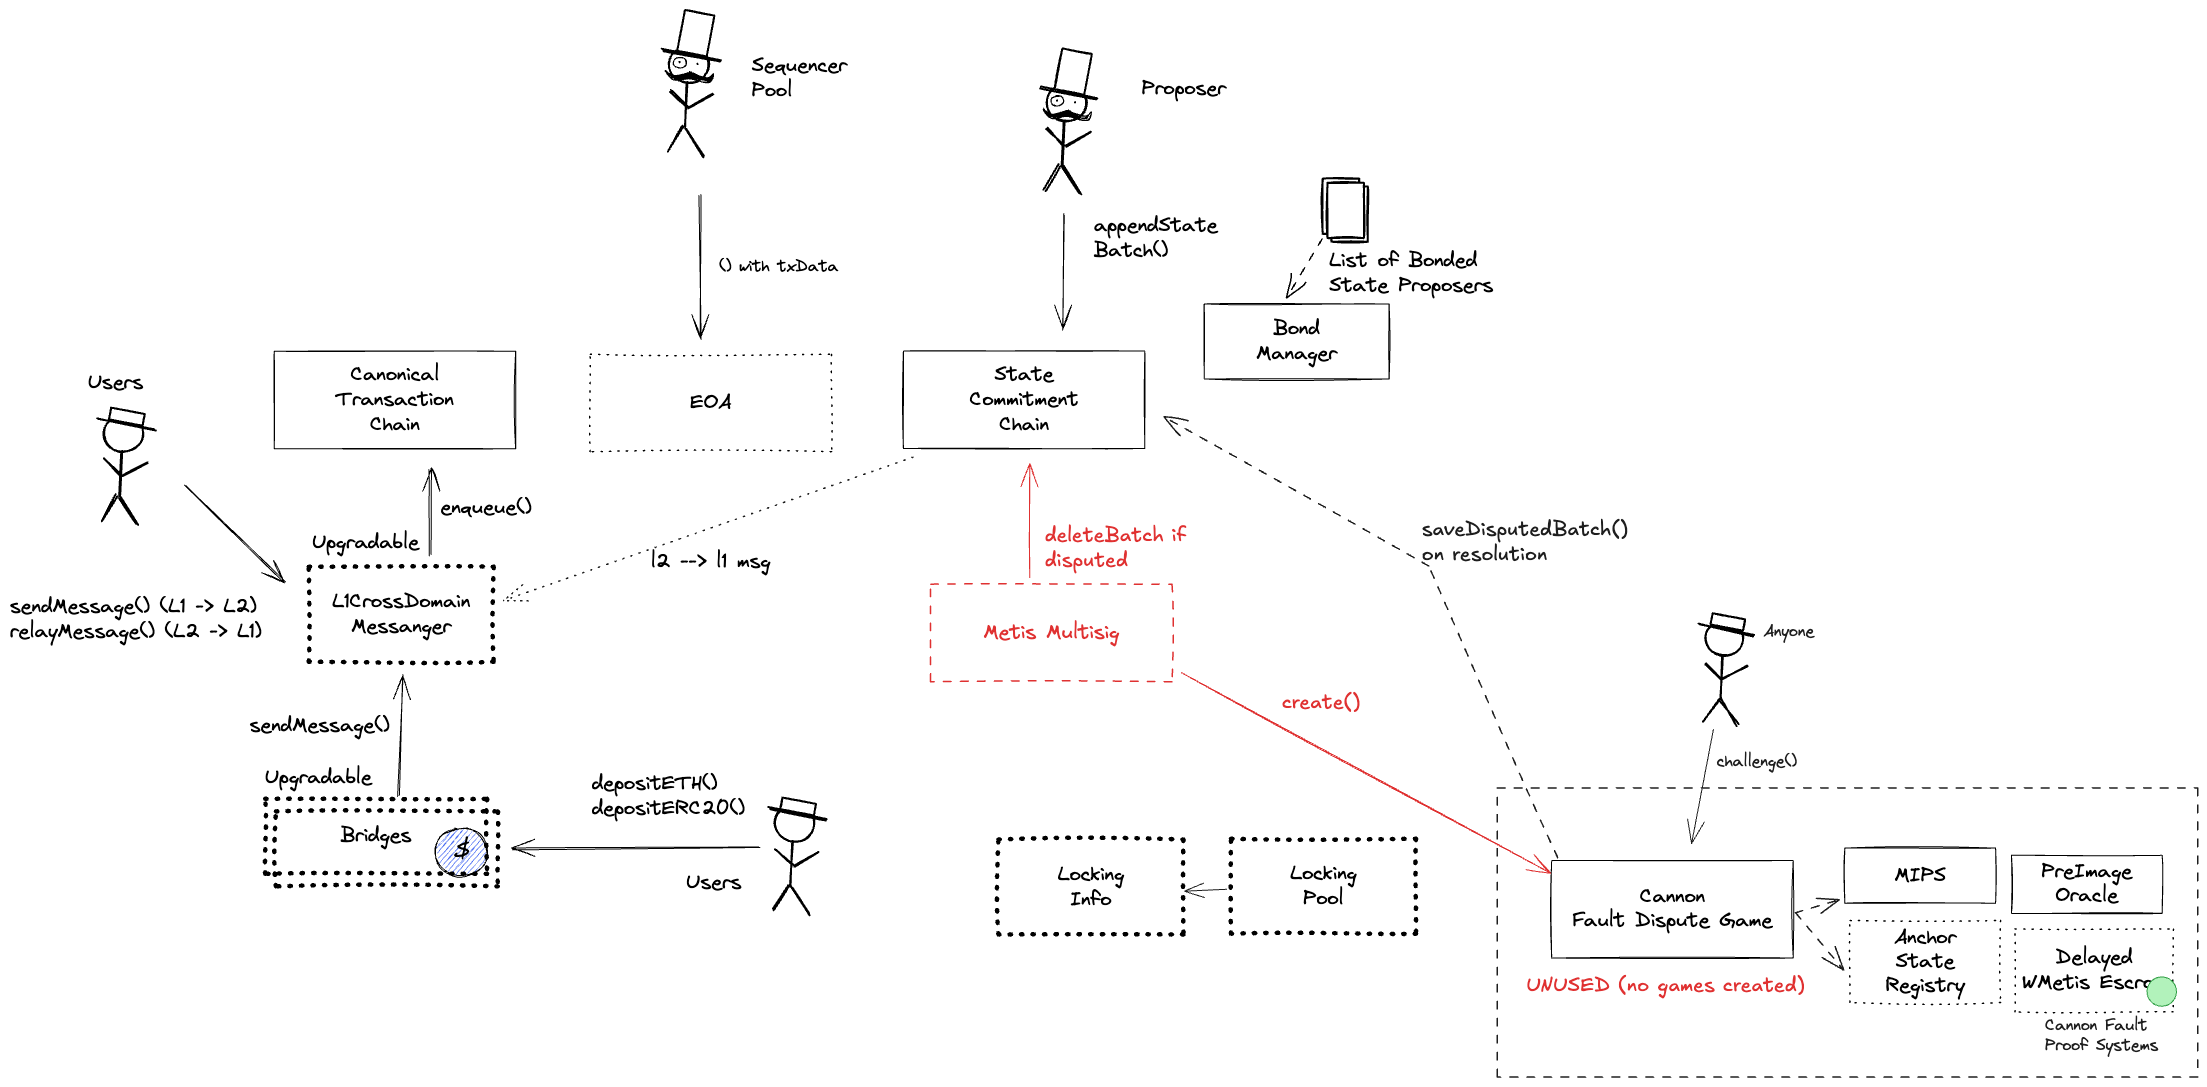 Sequencer
Pool
Proposer
() with txData
appendState
Batch()
List of Bonded
State Proposers
Bond
Manager
Users
Canonical
Transaction
Chain
EOA
State
Commitment
Chain
enqueue()
Upgradable
l2 --> l1 msg
deleteBatch if
disputed
saveDisputedBatch()
on resolution
sendMessage() (L1 -> L2)
relayMessage() (L2 -> L1)
L1CrossDomain
Messanger
Metis Multisig
Anyone
create()
sendMessage()
challenge()
Upgradable
depositETH()
depositERC20()
Bridges
$
Users
Locking
Info
Locking
Pool
Cannon
Fault Dispute Game
MIPS
PreImage
Oracle
Anchor
State
Registry
Delayed
WMetis Escro
UNUSED (no games created)
Cannon Fault
Proof Systems